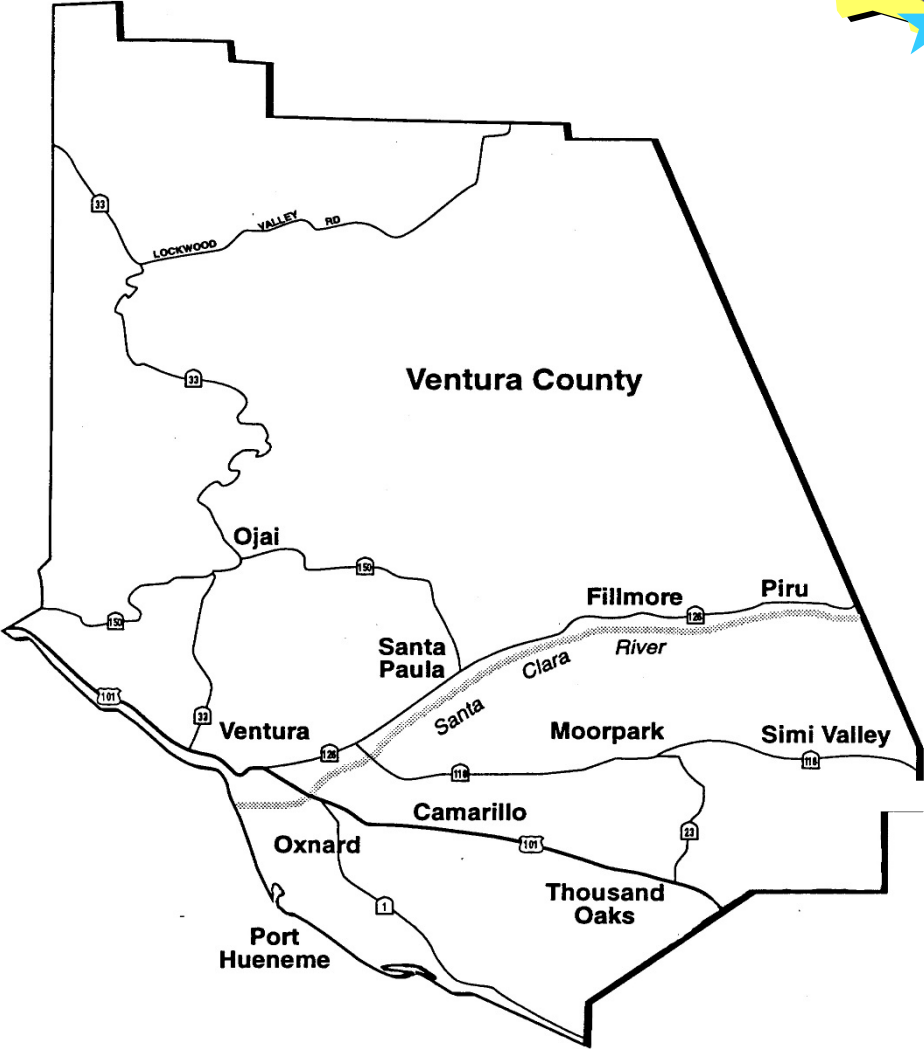 33
LOCKWOOD VALLEY RD
33
Ventura County
Ojai
150
150
Fillmore
126
Piru
Santa
Paula
Santa Clara River
101
33
Ventura
126
Moorpark
Simi Valley
118
118
Camarillo
Oxnard
101
23
Thousand
Oaks
1
Port
Hueneme